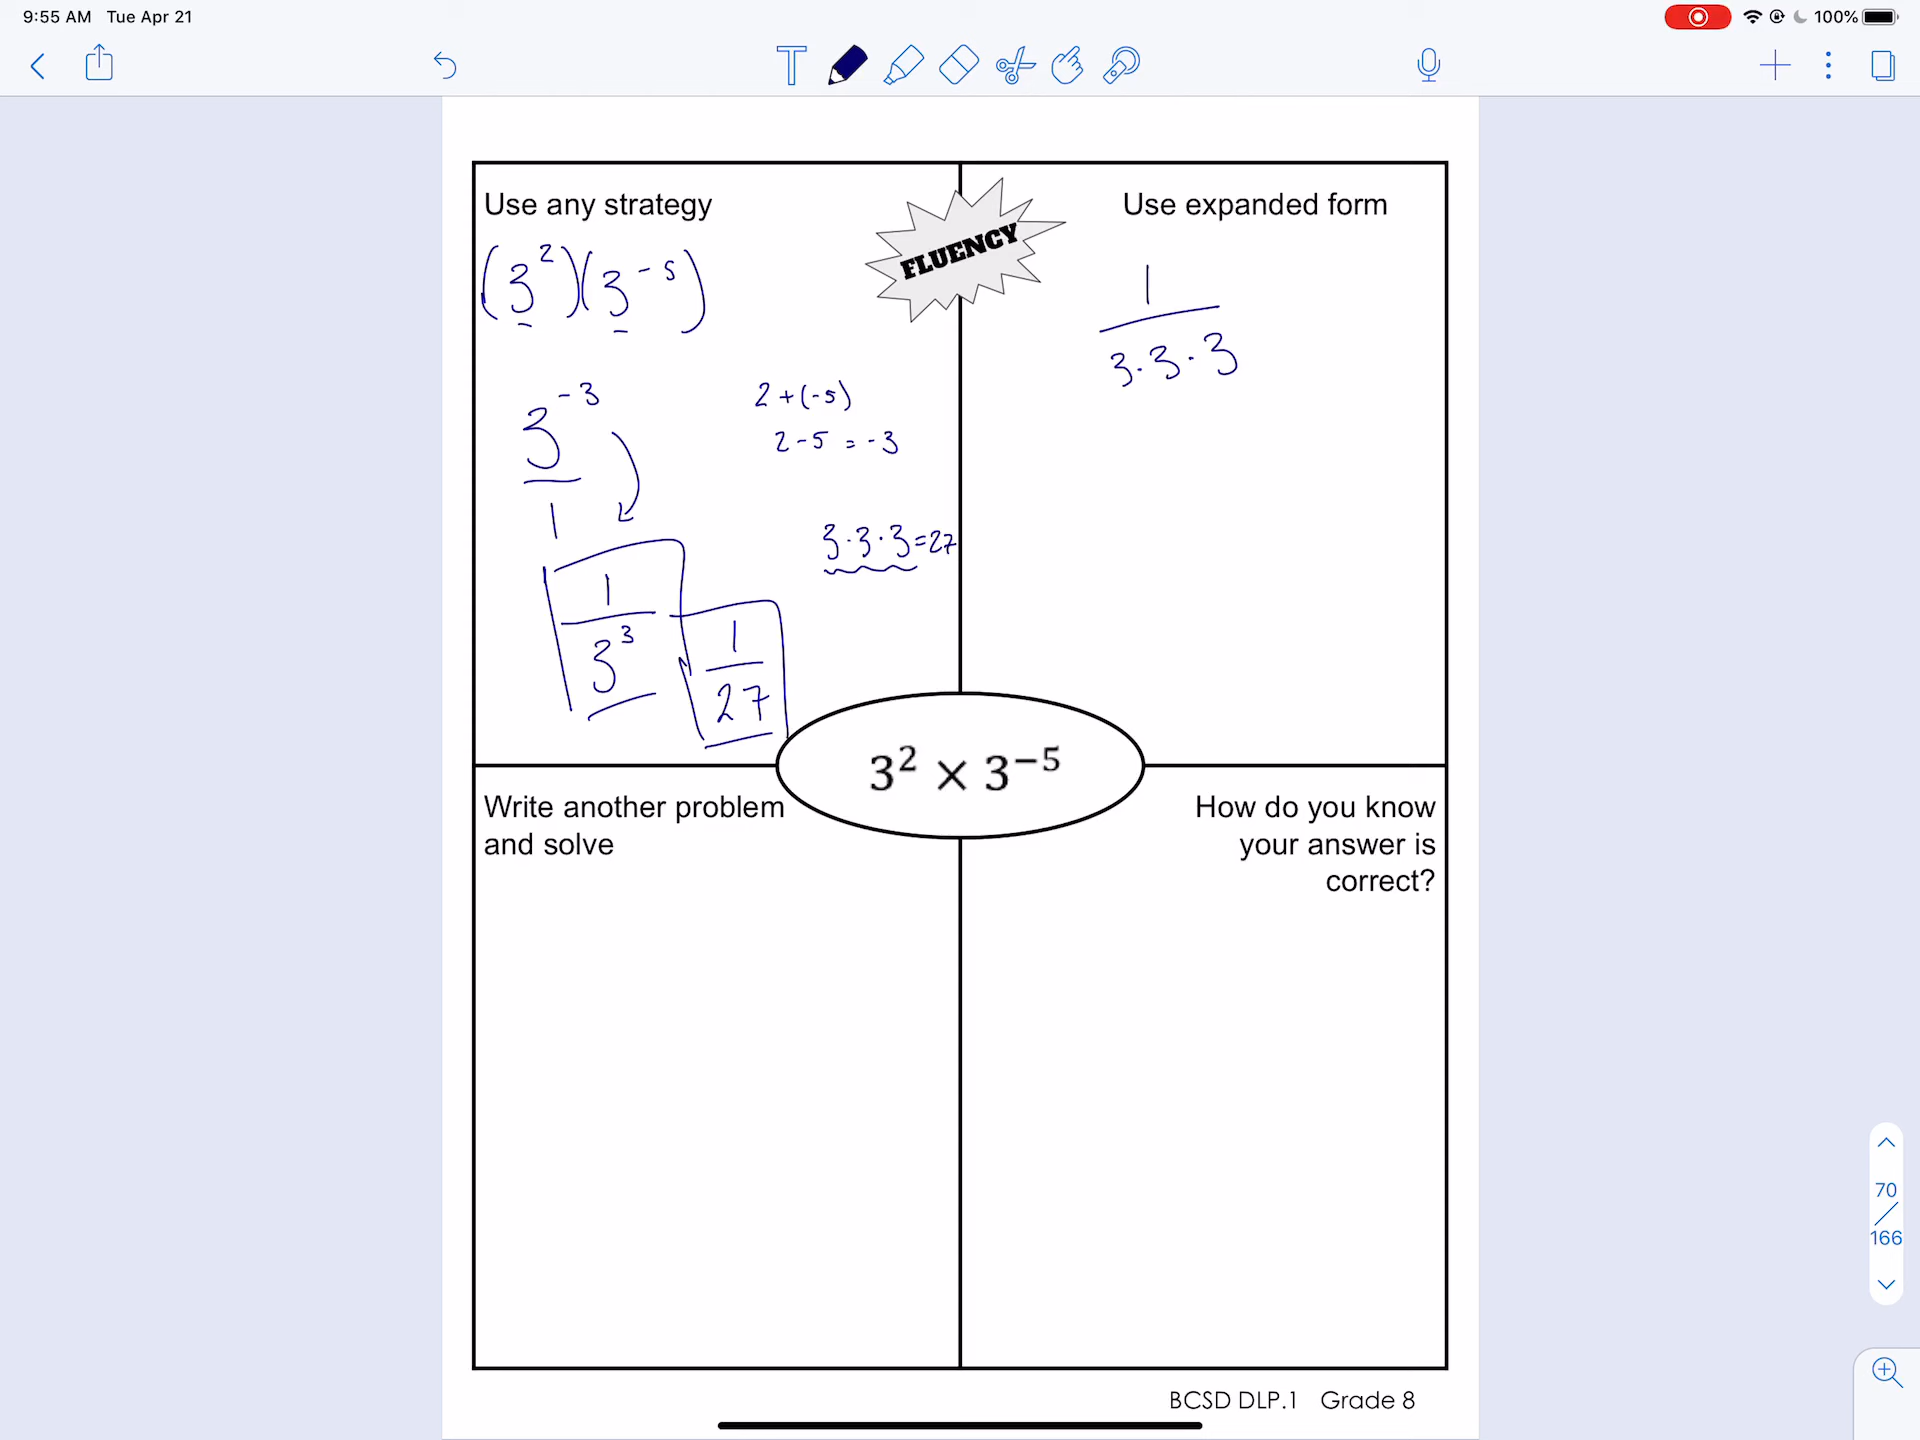 9:55 AM Tue Apr 21
100%
Use any strategy
FLUENCY
Use expanded form
(3²)(3⁻⁵)
1
3·3·3
3⁻³
1
2+(-5)
2-5 = -3
3·3·3=27
1
3³
1
27
3² × 3⁻⁵
Write another problem
and solve
How do you know
your answer is
correct?
70
166
BCSD DLP.1 Grade 8